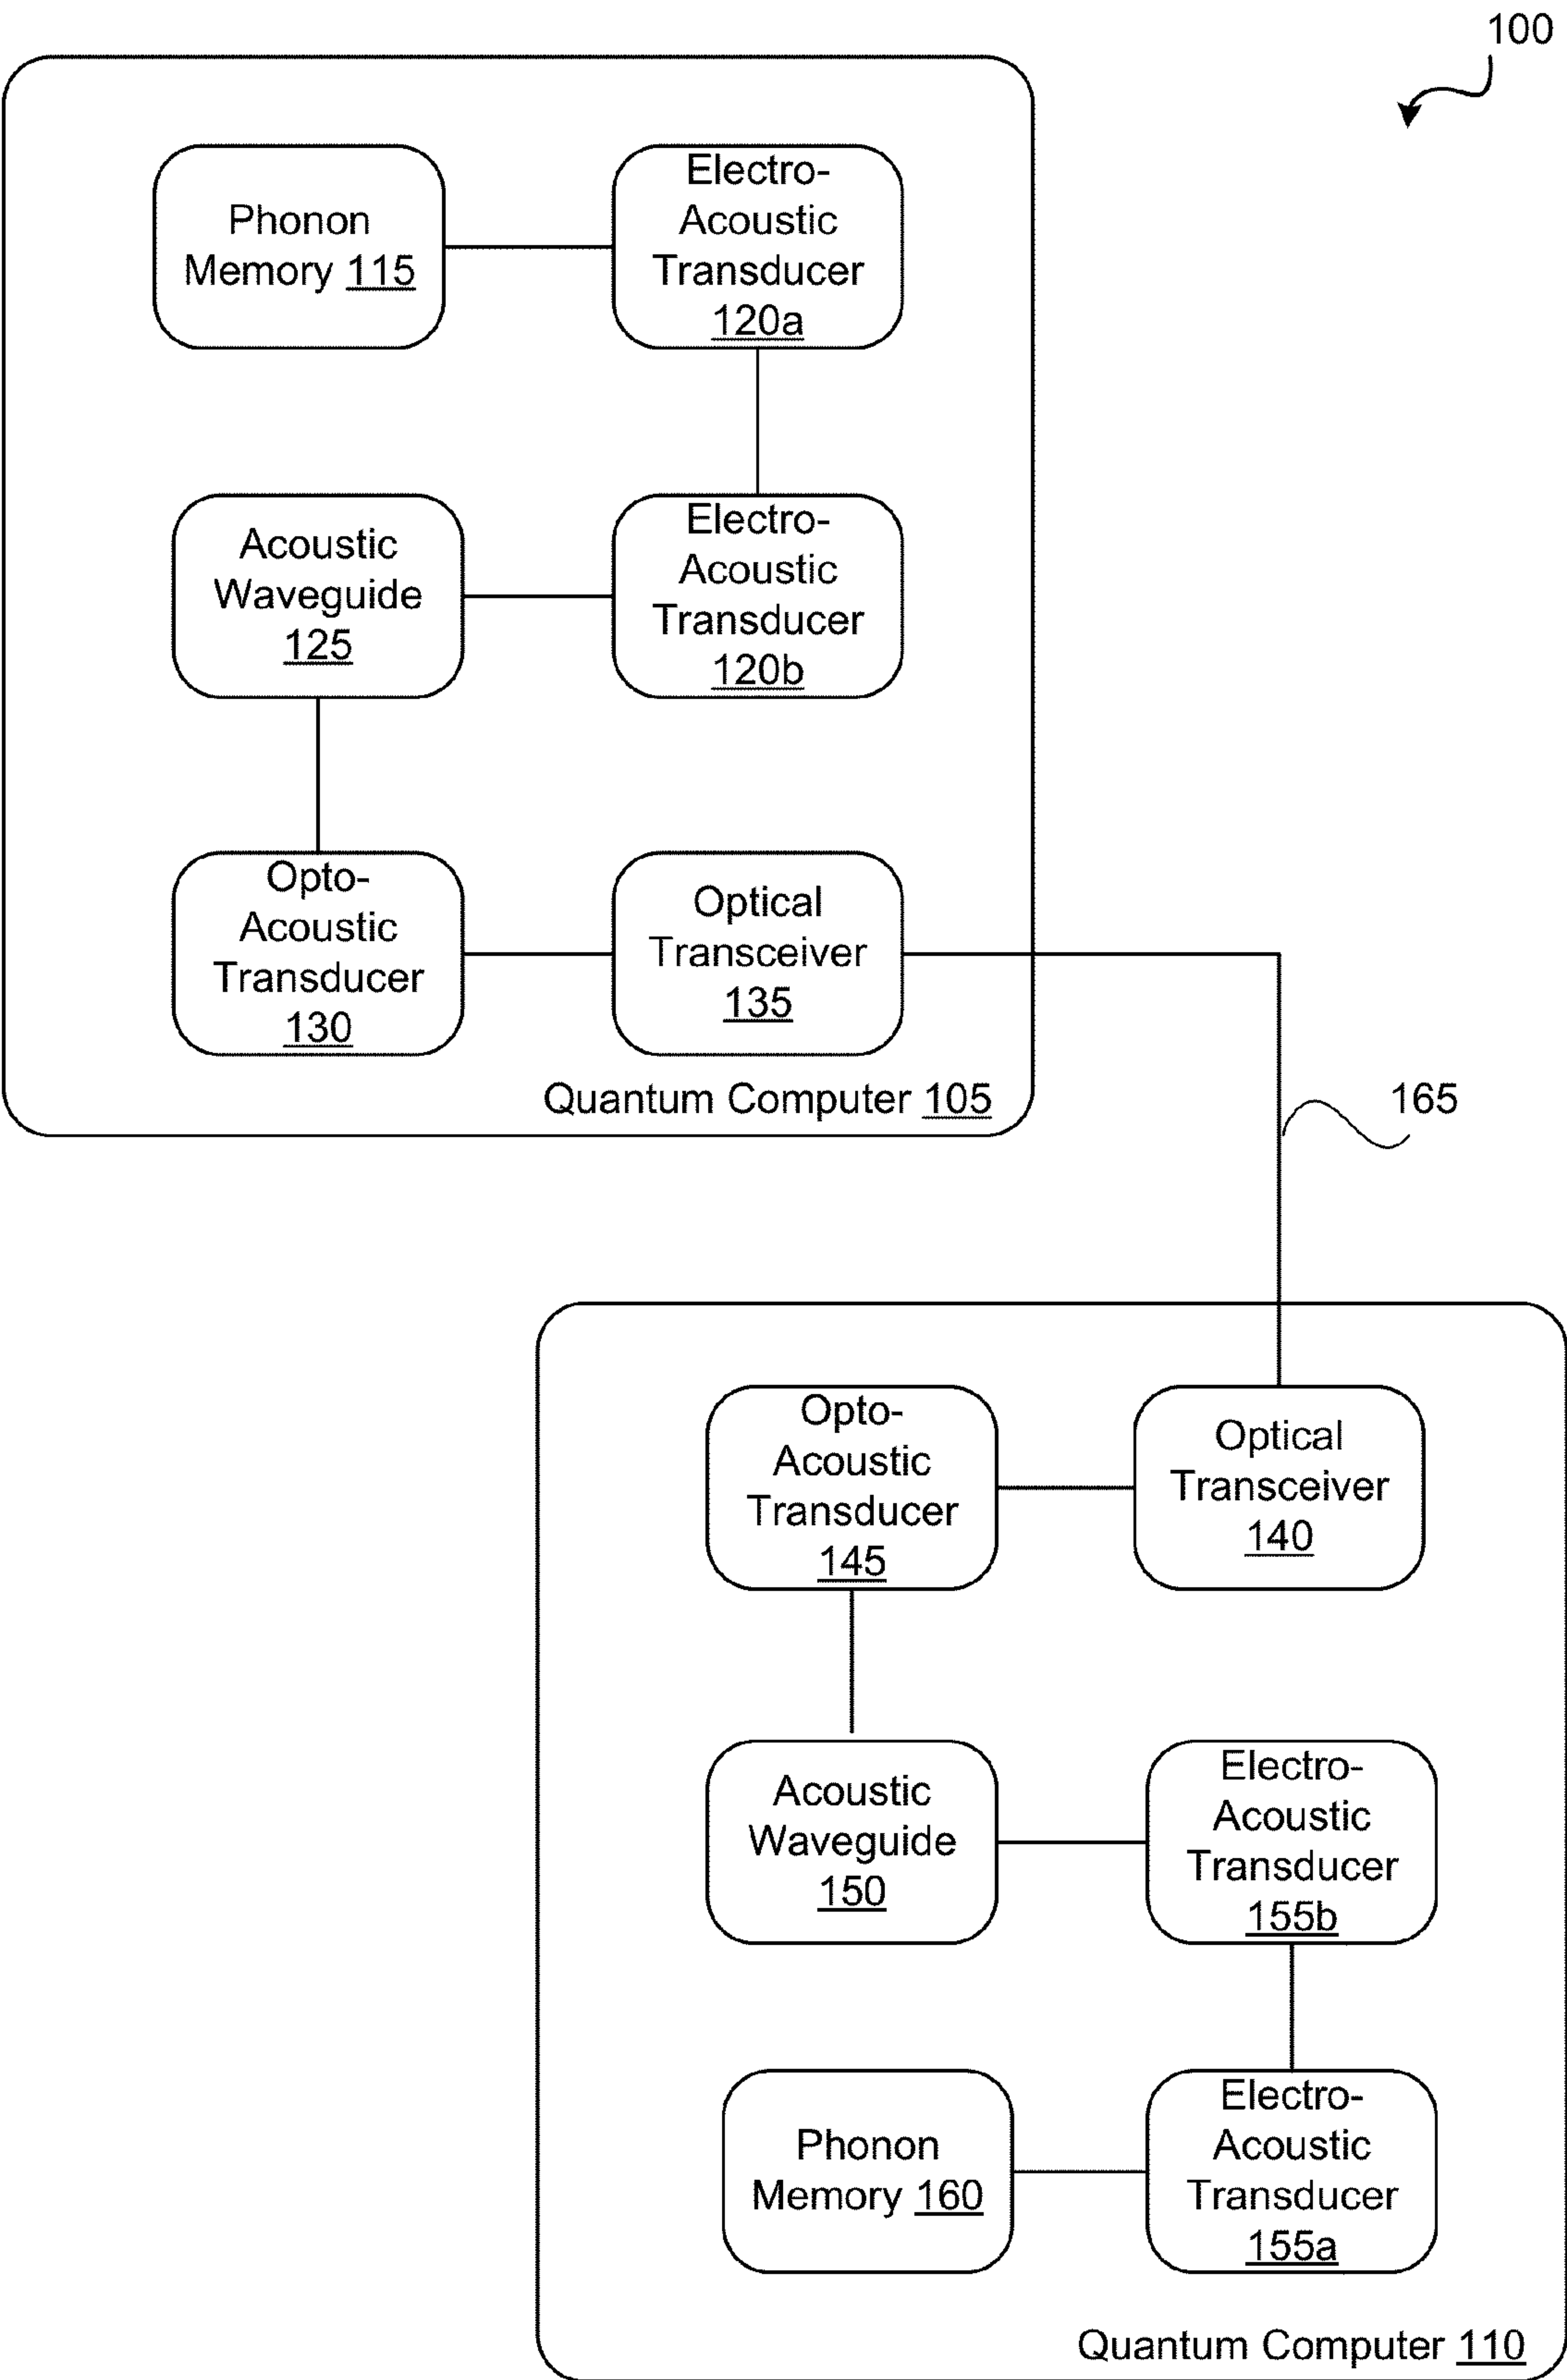 100
Phonon
Memory 115
Electro-
Acoustic
Transducer
120a
Acoustic
Waveguide
125
Electro-
Acoustic
Transducer
120b
Opto-
Acoustic
Transducer
130
Optical
Transceiver
135
Quantum Computer 105
165
Opto-
Acoustic
Transducer
145
Optical
Transceiver
140
Acoustic
Waveguide
150
Electro-
Acoustic
Transducer
155b
Phonon
Memory 160
Electro-
Acoustic
Transducer
155a
Quantum Computer 110